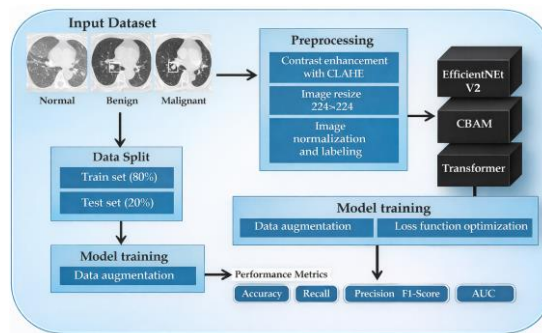 Input Dataset
Normal
Benign
Malignant
Data Split
Train set (80%)
Test set (20%)
Model training
Data augmentation
Preprocessing
Contrast enhancement
with CLAHE
Image resize
224×224
Image
normalization
and labeling
EfficientNEt
V2
CBAM
Transformer
Model training
Data augmentation
Loss function optimization
Performance Metrics
Accuracy
Recall
Precision F1-Score
AUC